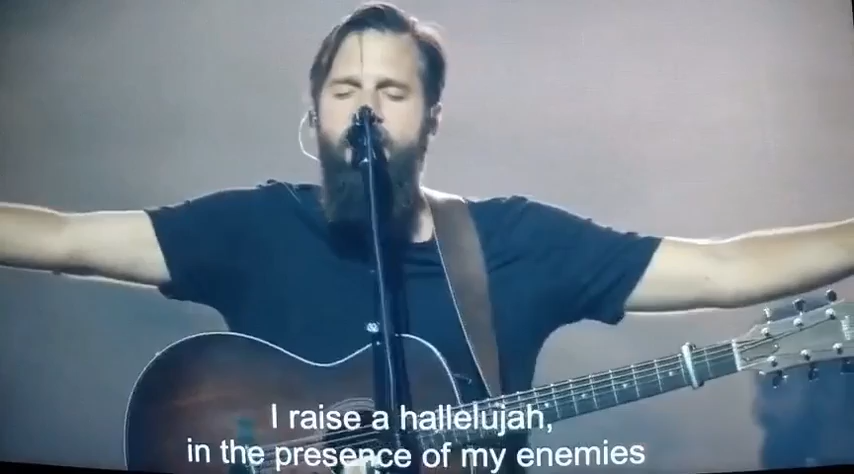 I raise a hallelujah,
in the presence of my enemies